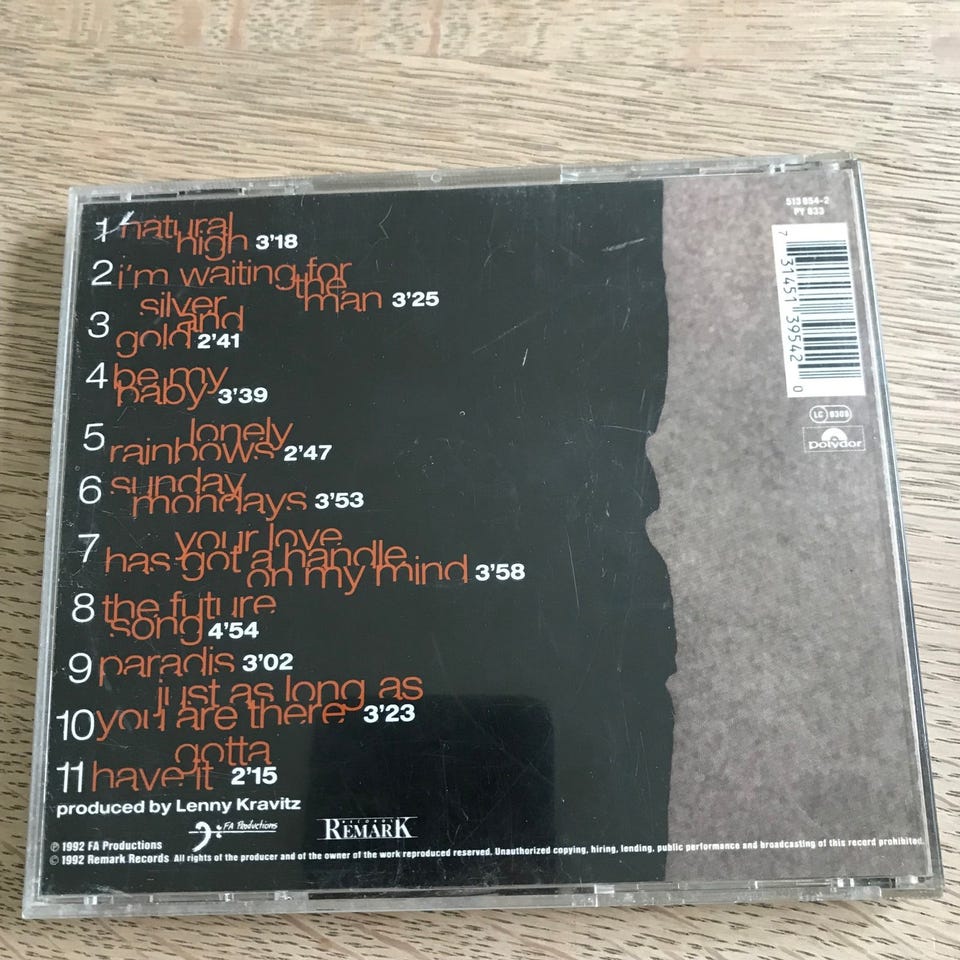 1 natural
high 3'18
2 i'm waiting for
the
man 3'25
silver
3 and
gold 2'41
4 be my
baby 3'39
5 lonely
rainbows 2'47
6 sunday
mondays 3'53
7 your love
has got a handle
on my mind 3'58
8 the future
song 4'54
9 paradis 3'02
just as long as
10 you are there 3'23
gotta
11 have it 2'15
produced by Lenny Kravitz
FA Productions
RECORDS
REMARK
℗ 1992 FA Productions
© 1992 Remark Records All rights of the producer and of the owner of the work reproduced reserved. Unauthorized copying, hiring, lending, public performance and broadcasting of this record prohibited.
513 954-2
PY 833
7 31451 39542 0
LC 0309
Polydor